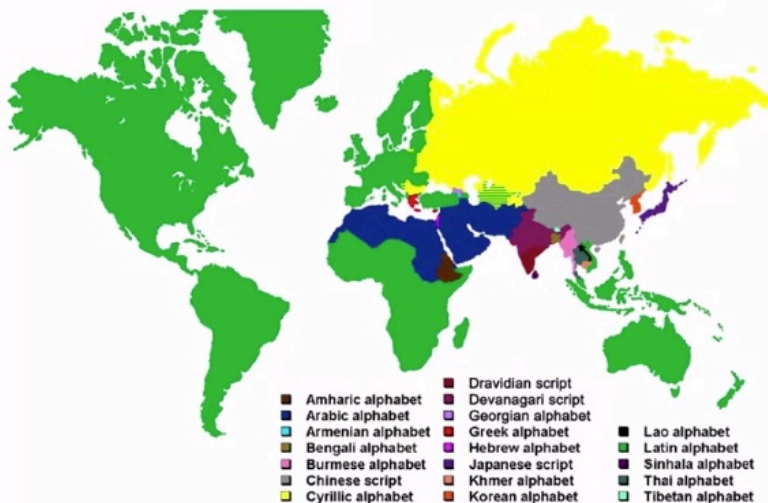 Amharic alphabet
Arabic alphabet
Armenian alphabet
Bengali alphabet
Burmese alphabet
Chinese script
Cyrillic alphabet
Dravidian script
Devanagari script
Georgian alphabet
Greek alphabet
Hebrew alphabet
Japanese script
Khmer alphabet
Korean alphabet
Lao alphabet
Latin alphabet
Sinhala alphabet
Thai alphabet
Tibetan alphabet